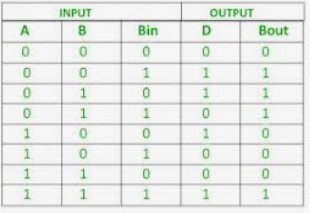 INPUT OUTPUT
A B Bin D Bout
0 0 0 0 0
0 0 1 1 1
0 1 0 1 1
0 1 1 0 1
1 0 0 1 0
1 0 1 0 0
1 1 0 0 0
1 1 1 1 1